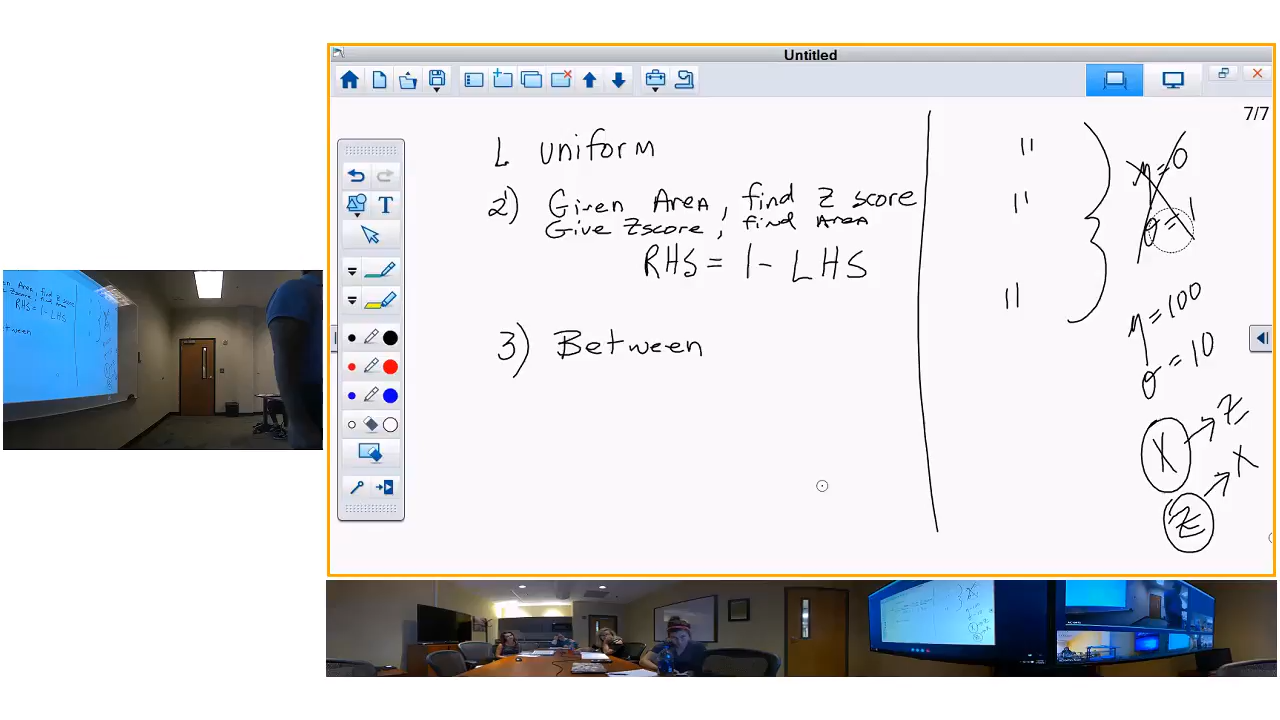 Untitled
7/7
L uniform
2) Given Area, find Z score
Give Zscore, find Area
RHS = 1 - LHS
3) Between
"
"
"
μ = 0
σ = 1
μ = 100
σ = 10
X → Z
Z → X
T